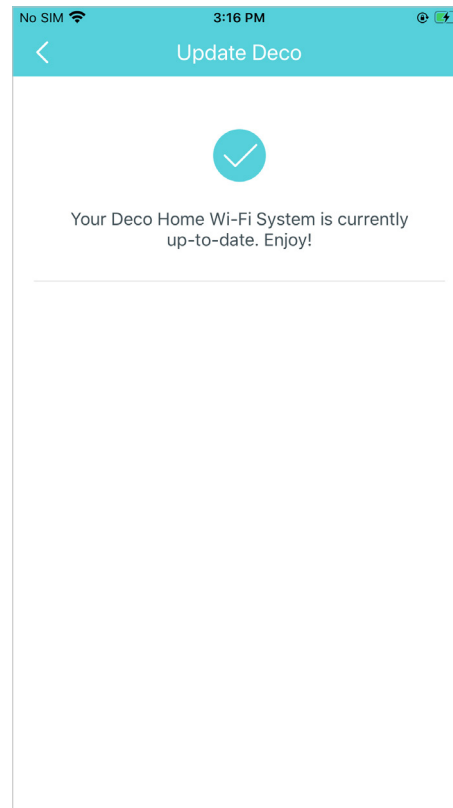 No SIM 3:16 PM
Update Deco
Your Deco Home Wi-Fi System is currently
up-to-date. Enjoy!